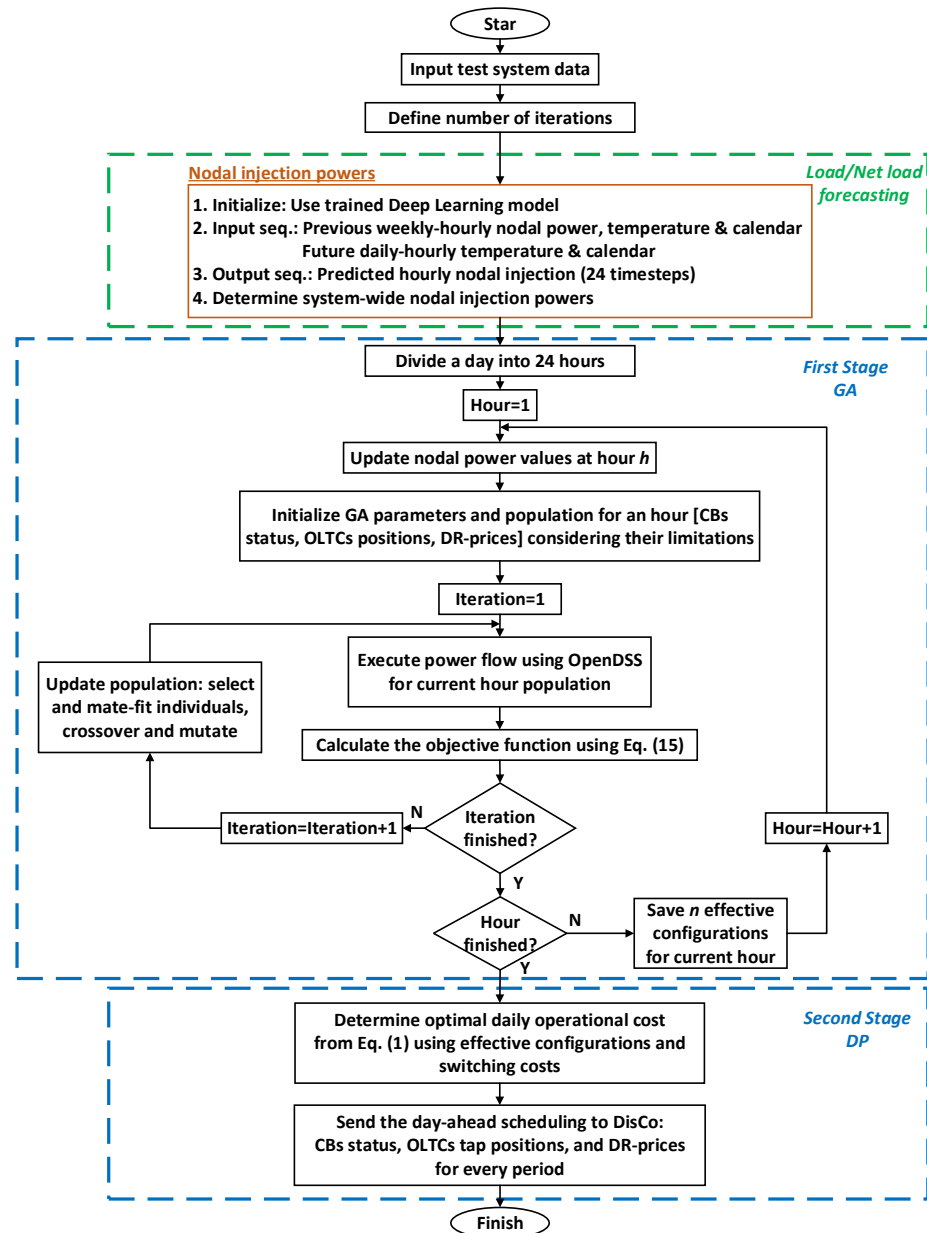 Star
Input test system data
Define number of iterations
Load/Net load
forecasting
Nodal injection powers
1. Initialize: Use trained Deep Learning model
2. Input seq.: Previous weekly-hourly nodal power, temperature & calendar
Future daily-hourly temperature & calendar
3. Output seq.: Predicted hourly nodal injection (24 timesteps)
4. Determine system-wide nodal injection powers
First Stage
GA
Divide a day into 24 hours
Hour=1
Update nodal power values at hour h
Initialize GA parameters and population for an hour [CBs
status, OLTCs positions, DR-prices] considering their limitations
Iteration=1
Execute power flow using OpenDSS
for current hour population
Update population: select
and mate-fit individuals,
crossover and mutate
Calculate the objective function using Eq. (15)
Iteration
finished?
N
Iteration=Iteration+1
Hour=Hour+1
Y
Hour
finished?
N
Save n effective
configurations
for current hour
Y
Second Stage
DP
Determine optimal daily operational cost
from Eq. (1) using effective configurations and
switching costs
Send the day-ahead scheduling to DisCo:
CBs status, OLTCs tap positions, and DR-prices
for every period
Finish